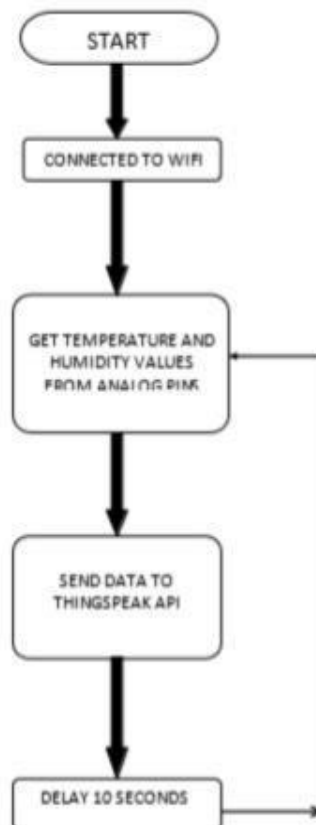 START
CONNECTED TO WIFI
GET TEMPERATURE AND
HUMIDITY VALUES
FROM ANALOG PINS
SEND DATA TO
THINGSPEAK API
DELAY 10 SECONDS